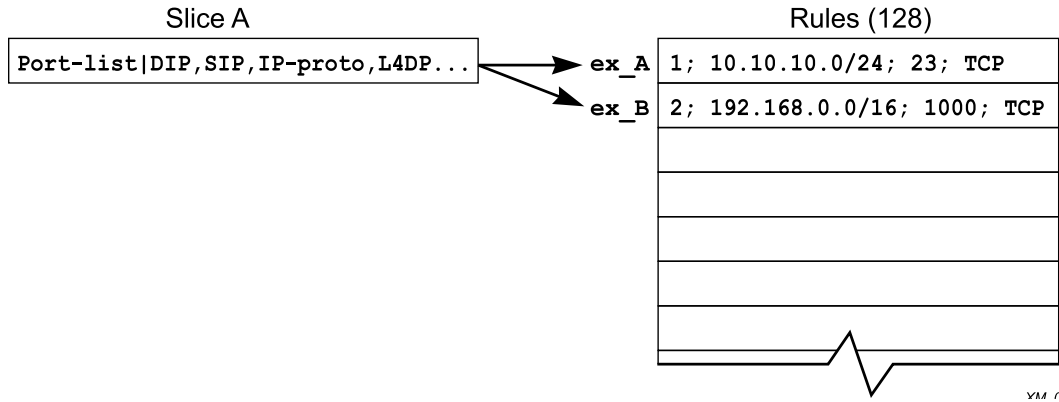 Slice A
Rules (128)
Port-list|DIP,SIP,IP-proto,L4DP...
ex_A
1; 10.10.10.0/24; 23; TCP
ex_B
2; 192.168.0.0/16; 1000; TCP